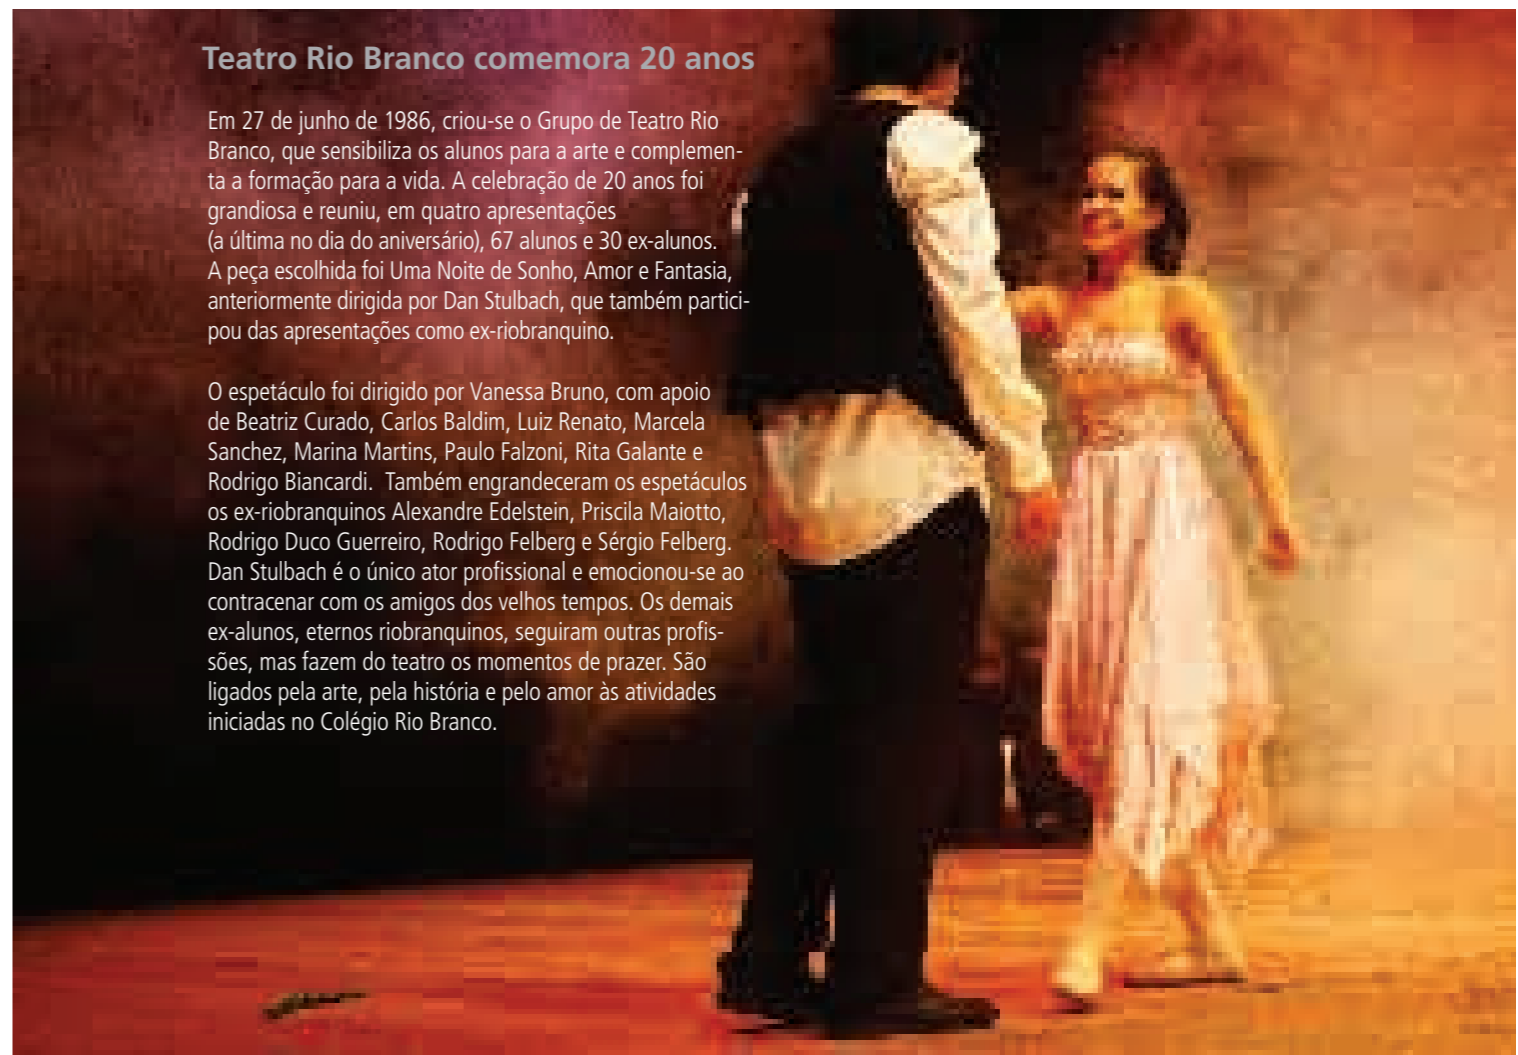 Teatro Rio Branco comemora 20 anos
Em 27 de junho de 1986, criou-se o Grupo de Teatro Rio
Branco, que sensibiliza os alunos para a arte e complemen-
ta a formação para a vida. A celebração de 20 anos foi
grandiosa e reuniu, em quatro apresentações
(a última no dia do aniversário), 67 alunos e 30 ex-alunos.
A peça escolhida foi Uma Noite de Sonho, Amor e Fantasia,
anteriormente dirigida por Dan Stulbach, que também partici-
pou das apresentações como ex-riobranquino.
O espetáculo foi dirigido por Vanessa Bruno, com apoio
de Beatriz Curado, Carlos Baldim, Luiz Renato, Marcela
Sanchez, Marina Martins, Paulo Falzoni, Rita Galante e
Rodrigo Biancardi.  Também engrandeceram os espetáculos
os ex-riobranquinos Alexandre Edelstein, Priscila Maiotto,
Rodrigo Duco Guerreiro, Rodrigo Felberg e Sérgio Felberg.
Dan Stulbach é o único ator profissional e emocionou-se ao
contracenar com os amigos dos velhos tempos. Os demais
ex-alunos, eternos riobranquinos, seguiram outras profis-
sões, mas fazem do teatro os momentos de prazer. São
ligados pela arte, pela história e pelo amor às atividades
iniciadas no Colégio Rio Branco.